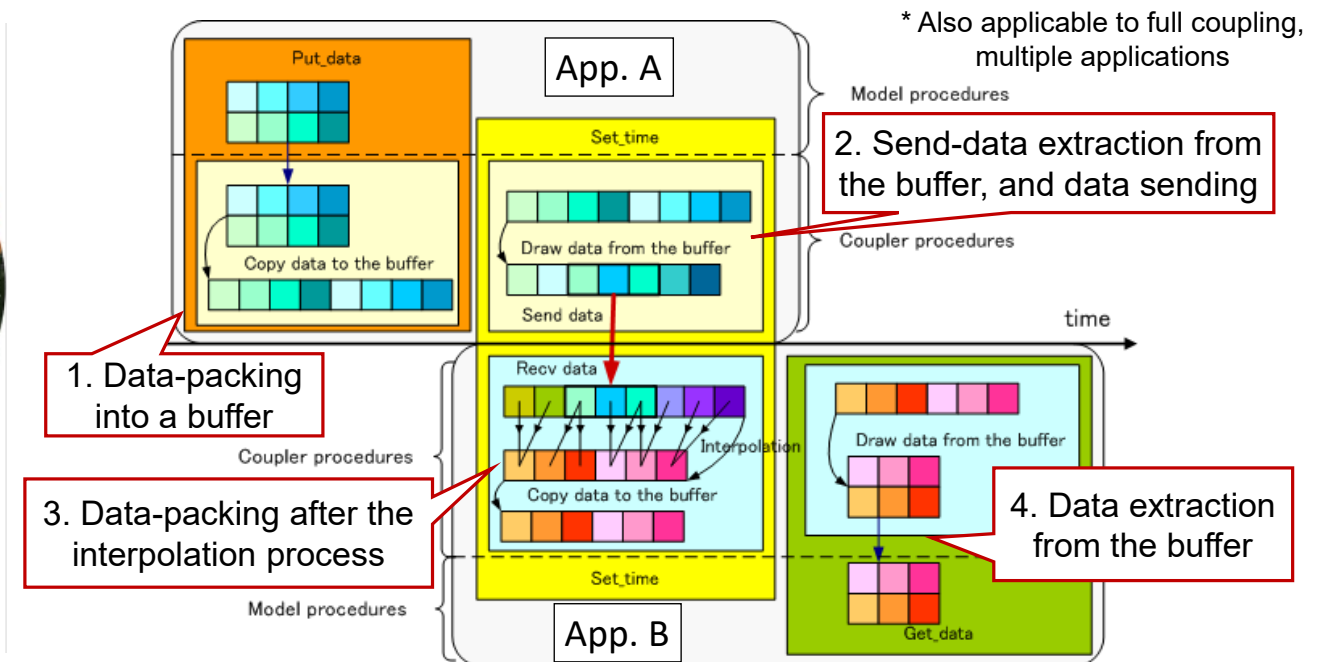 * Also applicable to full coupling,
multiple applications
Put_data
App. A
Model procedures
Set_time
2. Send-data extraction from
the buffer, and data sending
Draw data from the buffer
Coupler procedures
Copy data to the buffer
Send data
time
1. Data-packing
into a buffer
Recv data
Interpolation
Draw data from the buffer
Coupler procedures
Copy data to the buffer
3. Data-packing after the
interpolation process
4. Data extraction
from the buffer
Set_time
Model procedures
App. B
Get_data